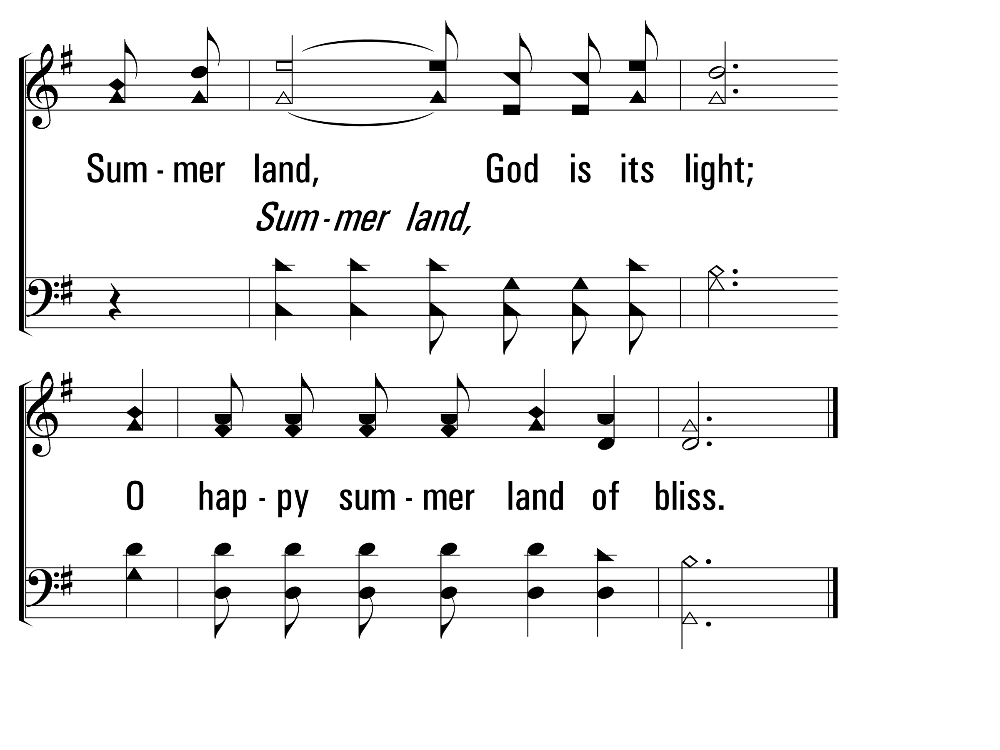 Sum - mer land, God is its light;
Sum - mer land,
O hap - py sum - mer land of bliss.